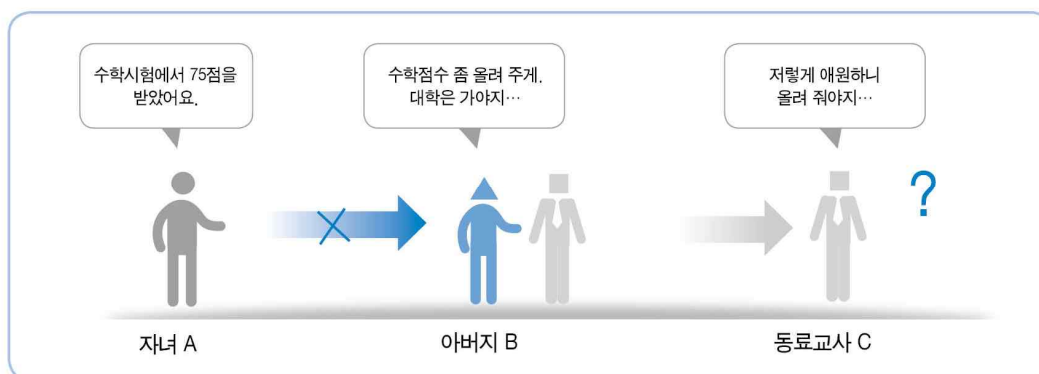 수학시험에서 75점을
받았어요.
수학점수 좀 올려 주게.
대학은 가야지…
저렇게 애원하니
올려 줘야지…
?
자녀 A
아버지 B
동료교사 C